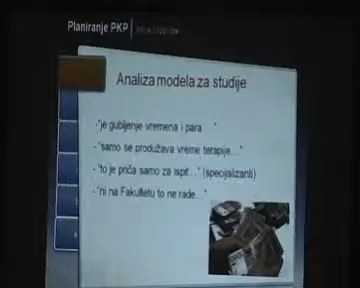 Planiranje PKP
Analiza modela za studije
-"je gubljenje vremena i para "
-"samo se produžava vreme terapije..."
-"to je priča samo za ispit..." (specijalizanti)
-"ni na Fakultetu to ne rade..."